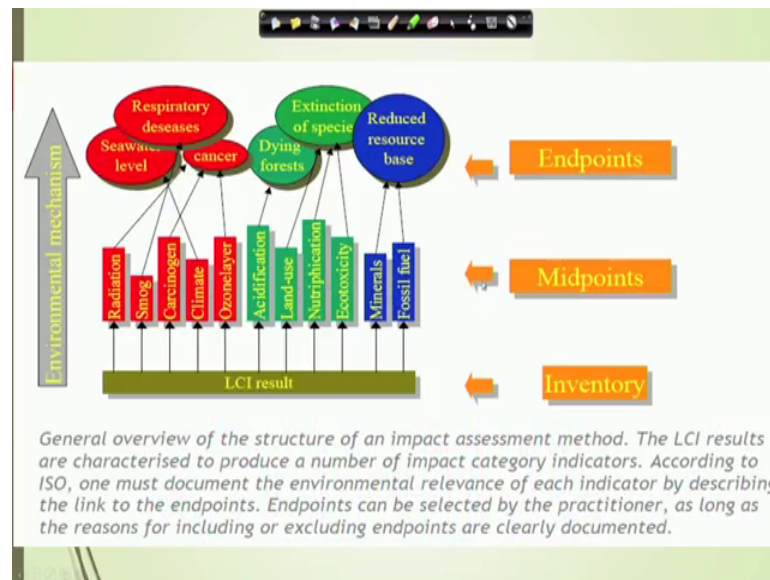 Respiratory
deseases
Seawater
level
cancer
Extinction
of species
Dying
forests
Reduced
resource
base
Endpoints
Environmental mechanism
Radiation
Smog
Carcinogen
Climate
Ozonelayer
Acidification
Land-use
Nutriphication
Ecotoxicity
Minerals
Fossil fuel
Midpoints
LCI result
Inventory
General overview of the structure of an impact assessment method. The LCI results
are characterised to produce a number of impact category indicators. According to
ISO, one must document the environmental relevance of each indicator by describing
the link to the endpoints. Endpoints can be selected by the practitioner, as long as
the reasons for including or excluding endpoints are clearly documented.